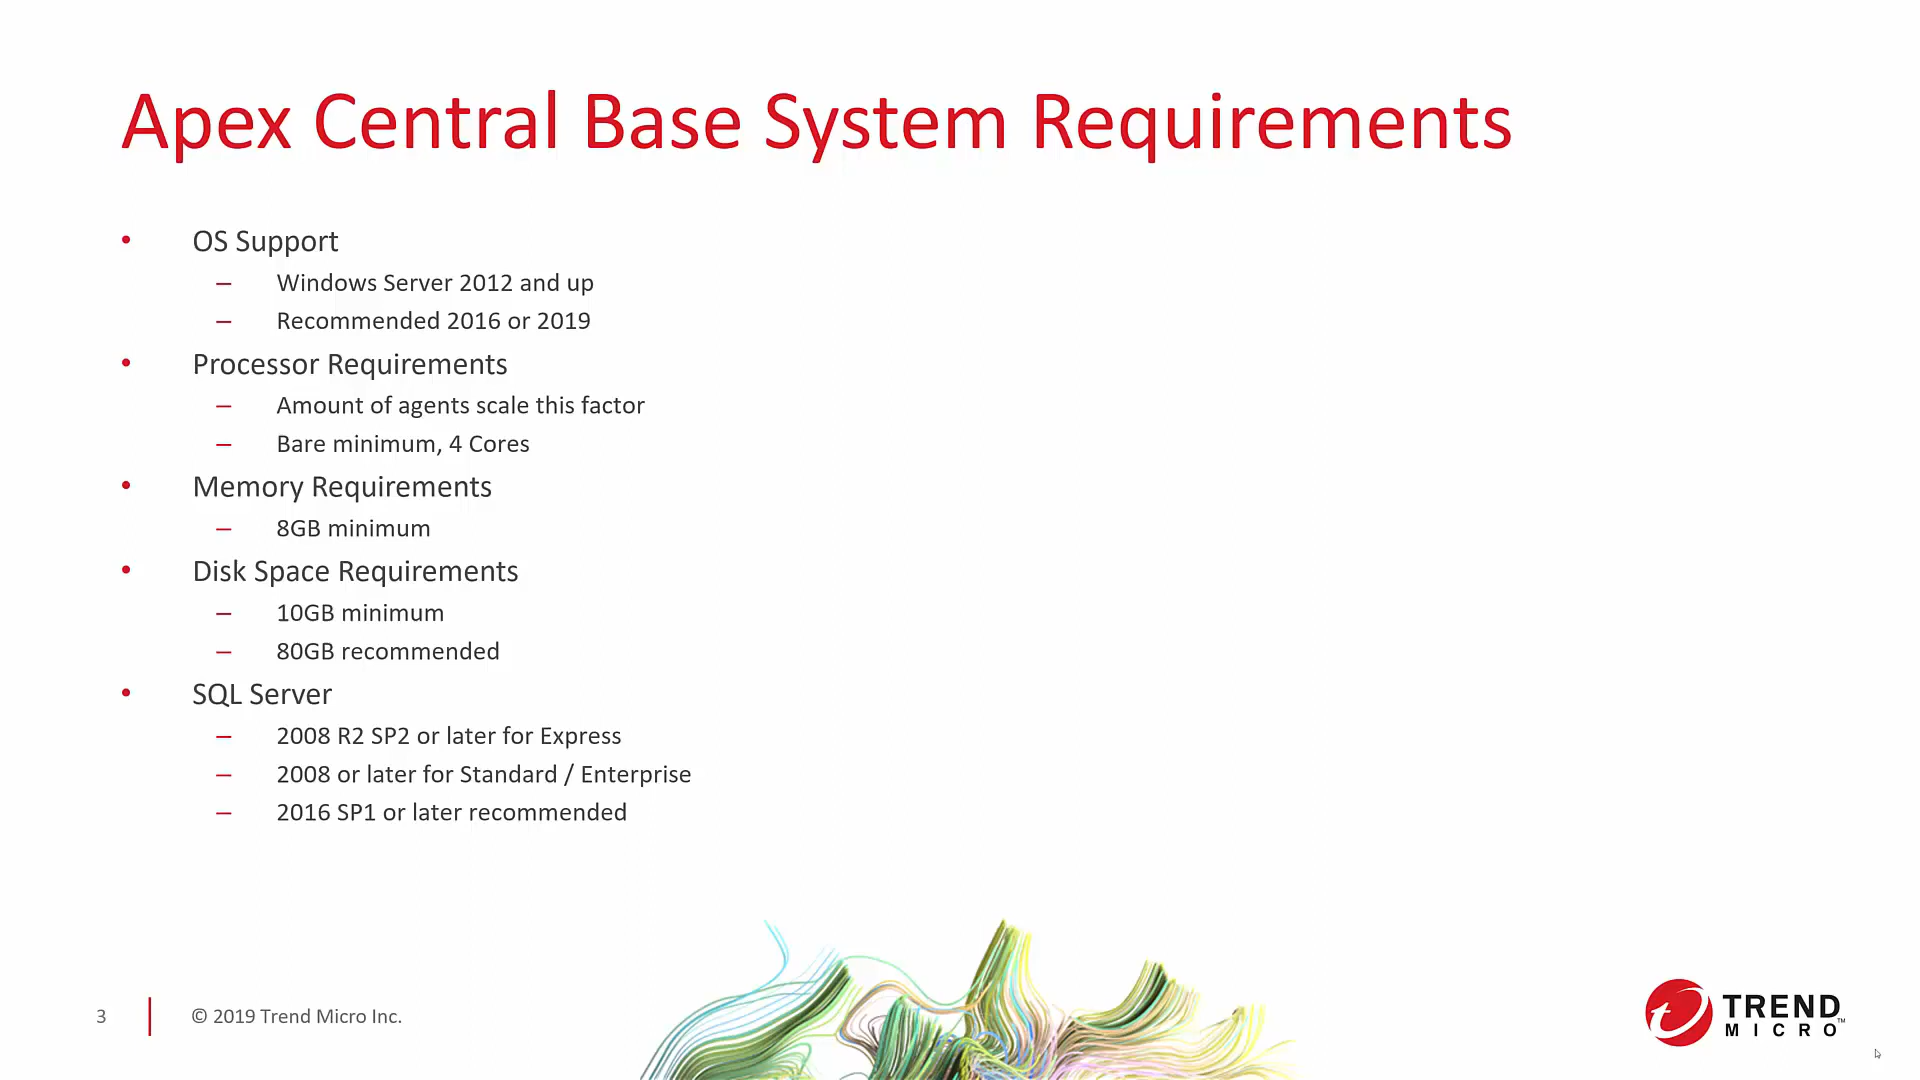 Apex Central Base System Requirements
• OS Support
– Windows Server 2012 and up
– Recommended 2016 or 2019
• Processor Requirements
– Amount of agents scale this factor
– Bare minimum, 4 Cores
• Memory Requirements
– 8GB minimum
• Disk Space Requirements
– 10GB minimum
– 80GB recommended
• SQL Server
– 2008 R2 SP2 or later for Express
– 2008 or later for Standard / Enterprise
– 2016 SP1 or later recommended
3
© 2019 Trend Micro Inc.
TREND
MICRO™